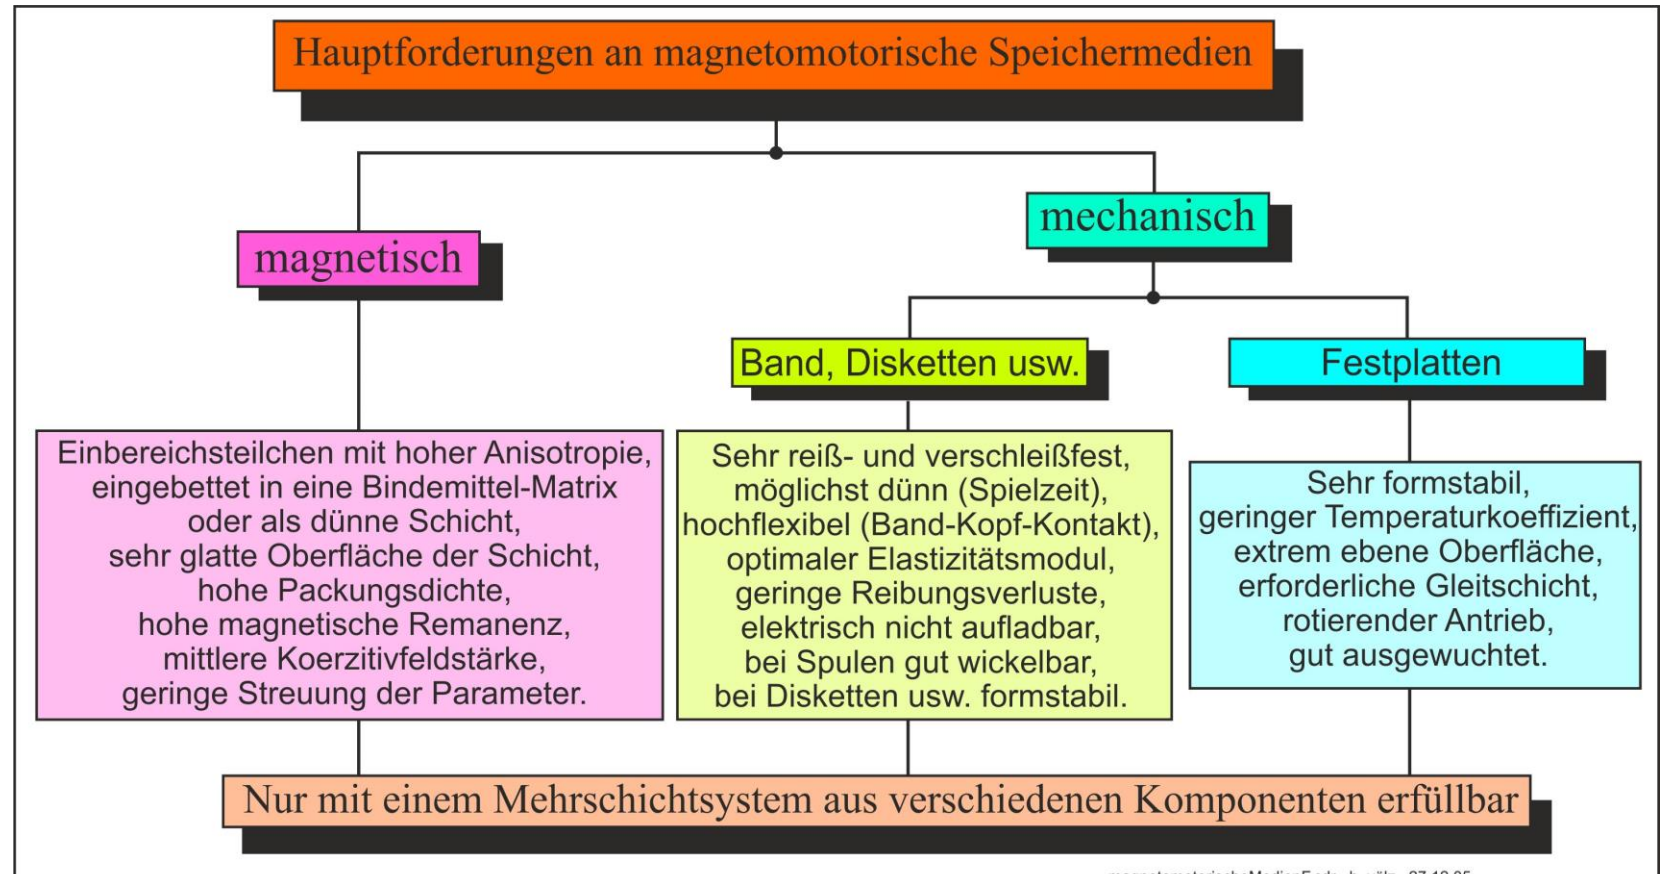 Hauptforderungen an magnetomotorische Speichermedien
magnetisch
mechanisch
Band, Disketten usw.
Festplatten
Einbereichsteilchen mit hoher Anisotropie,
eingebettet in eine Bindemittel-Matrix
oder als dünne Schicht,
sehr glatte Oberfläche der Schicht,
hohe Packungsdichte,
hohe magnetische Remanenz,
mittlere Koerzitivfeldstärke,
geringe Streuung der Parameter.
Sehr reiß- und verschleißfest,
möglichst dünn (Spielzeit),
hochflexibel (Band-Kopf-Kontakt),
optimaler Elastizitätsmodul,
geringe Reibungsverluste,
elektrisch nicht aufladbar,
bei Spulen gut wickelbar,
bei Disketten usw. formstabil.
Sehr formstabil,
geringer Temperaturkoeffizient,
extrem ebene Oberfläche,
erforderliche Gleitschicht,
rotierender Antrieb,
gut ausgewuchtet.
Nur mit einem Mehrschichtsystem aus verschiedenen Komponenten erfüllbar